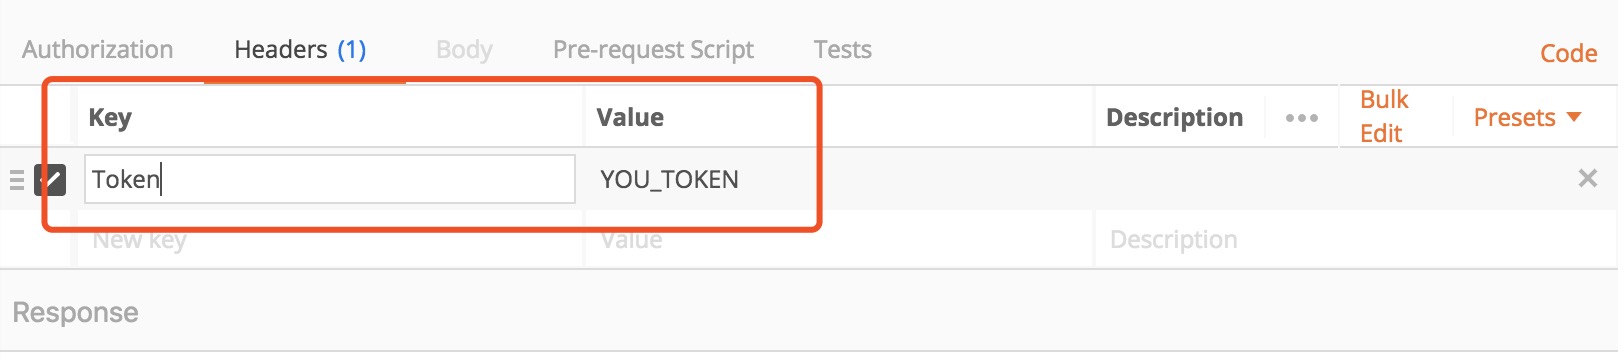 Authorization Headers (1) Body Pre-request Script Tests Code
Key Value Description ••• Bulk Edit Presets
Token YOU_TOKEN
New key Value Description
Response